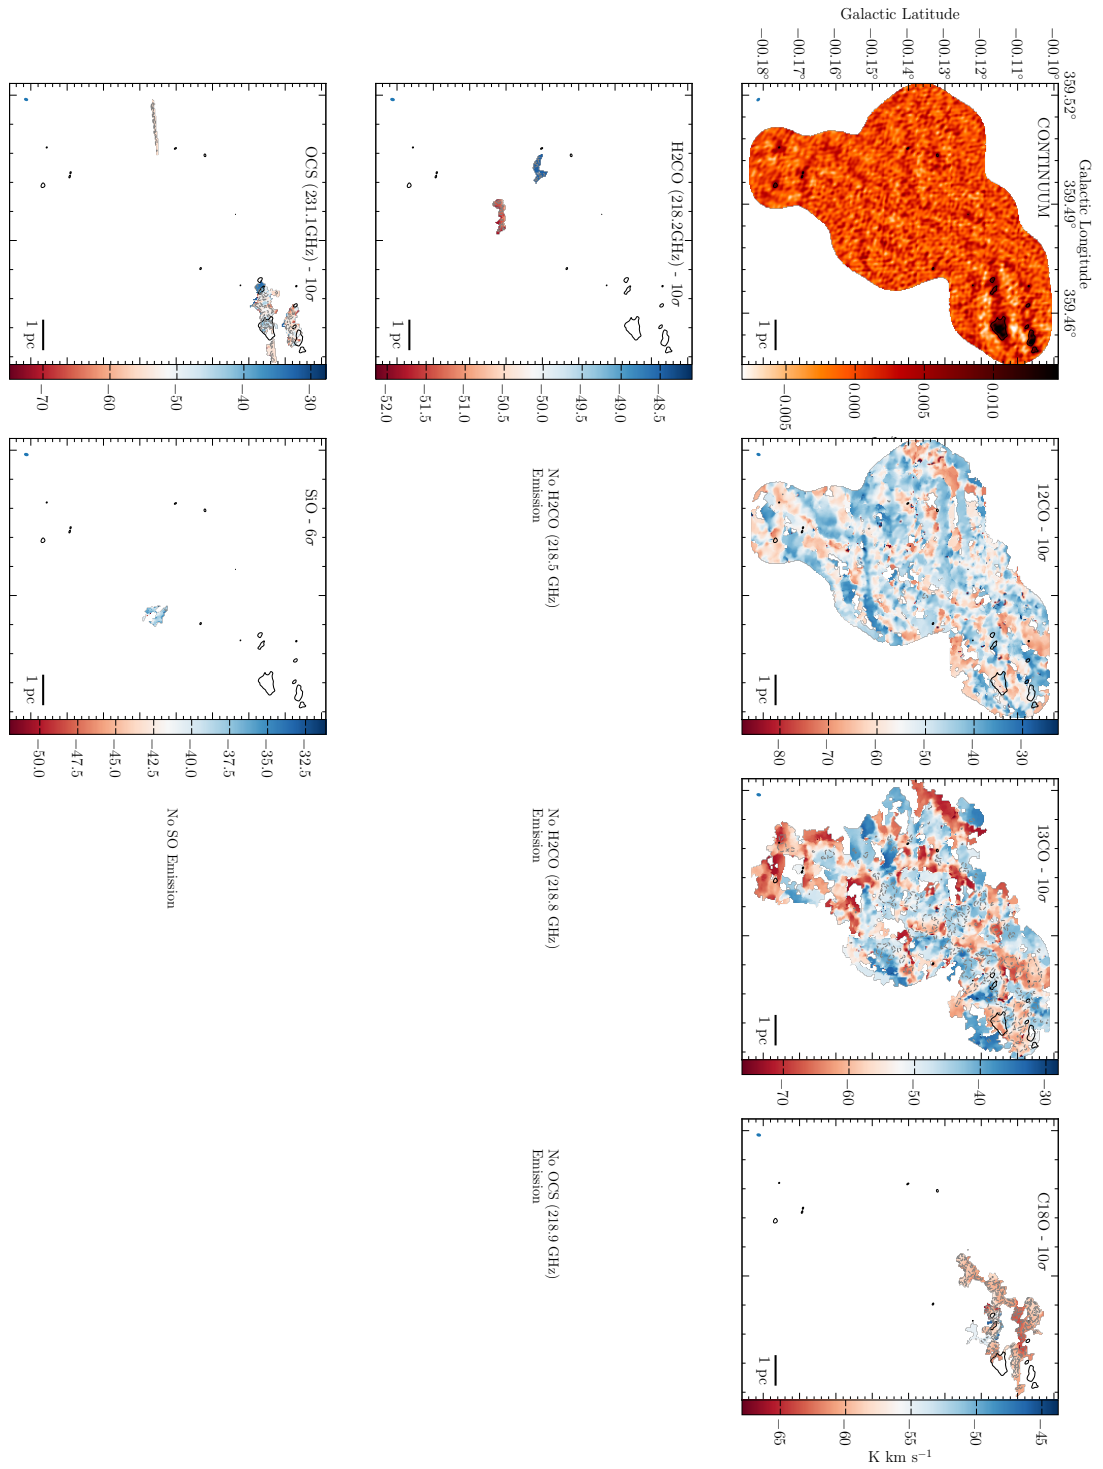 Galactic Longitude
359.52°
359.49°
359.46°
Galactic Latitude
−00.10°
−00.11°
−00.12°
−00.13°
−00.14°
−00.15°
−00.16°
−00.17°
−00.18°
CONTINUUM
1 pc
0.010
0.005
0.000
−0.005
12CO - 10σ
1 pc
−30
−40
−50
−60
−70
−80
13CO - 10σ
1 pc
−30
−40
−50
−60
−70
C18O - 10σ
1 pc
−45
−50
−55
−60
−65
K km s⁻¹
H2CO (218.2GHz) - 10σ
1 pc
−48.5
−49.0
−49.5
−50.0
−50.5
−51.0
−51.5
−52.0
No H2CO (218.5 GHz)
Emission
No H2CO (218.8 GHz)
Emission
No OCS (218.9 GHz)
Emission
OCS (231.1GHz) - 10σ
1 pc
−30
−40
−50
−60
−70
SiO - 6σ
1 pc
−32.5
−35.0
−37.5
−40.0
−42.5
−45.0
−47.5
−50.0
No SO Emission